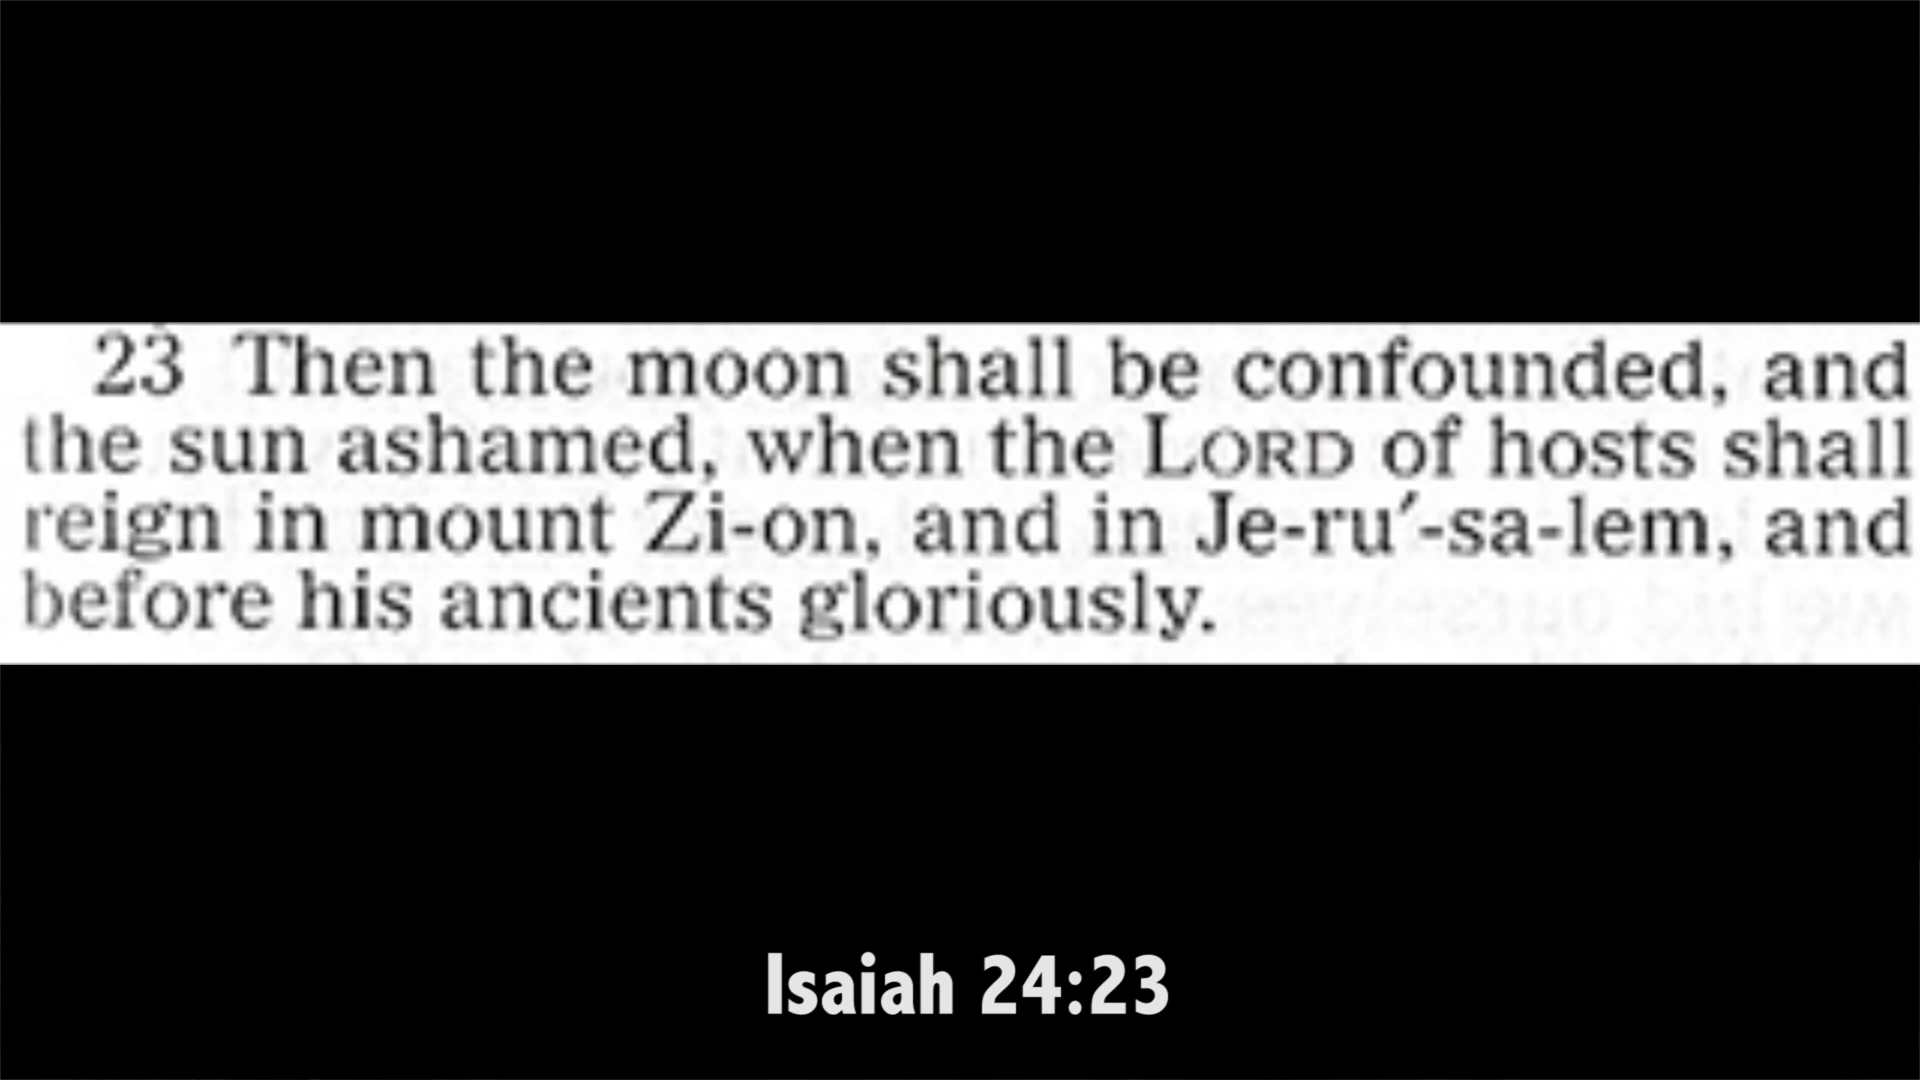 23 Then the moon shall be confounded, and
the sun ashamed, when the LORD of hosts shall
reign in mount Zi-on, and in Je-ru′-sa-lem, and
before his ancients gloriously.
Isaiah 24:23